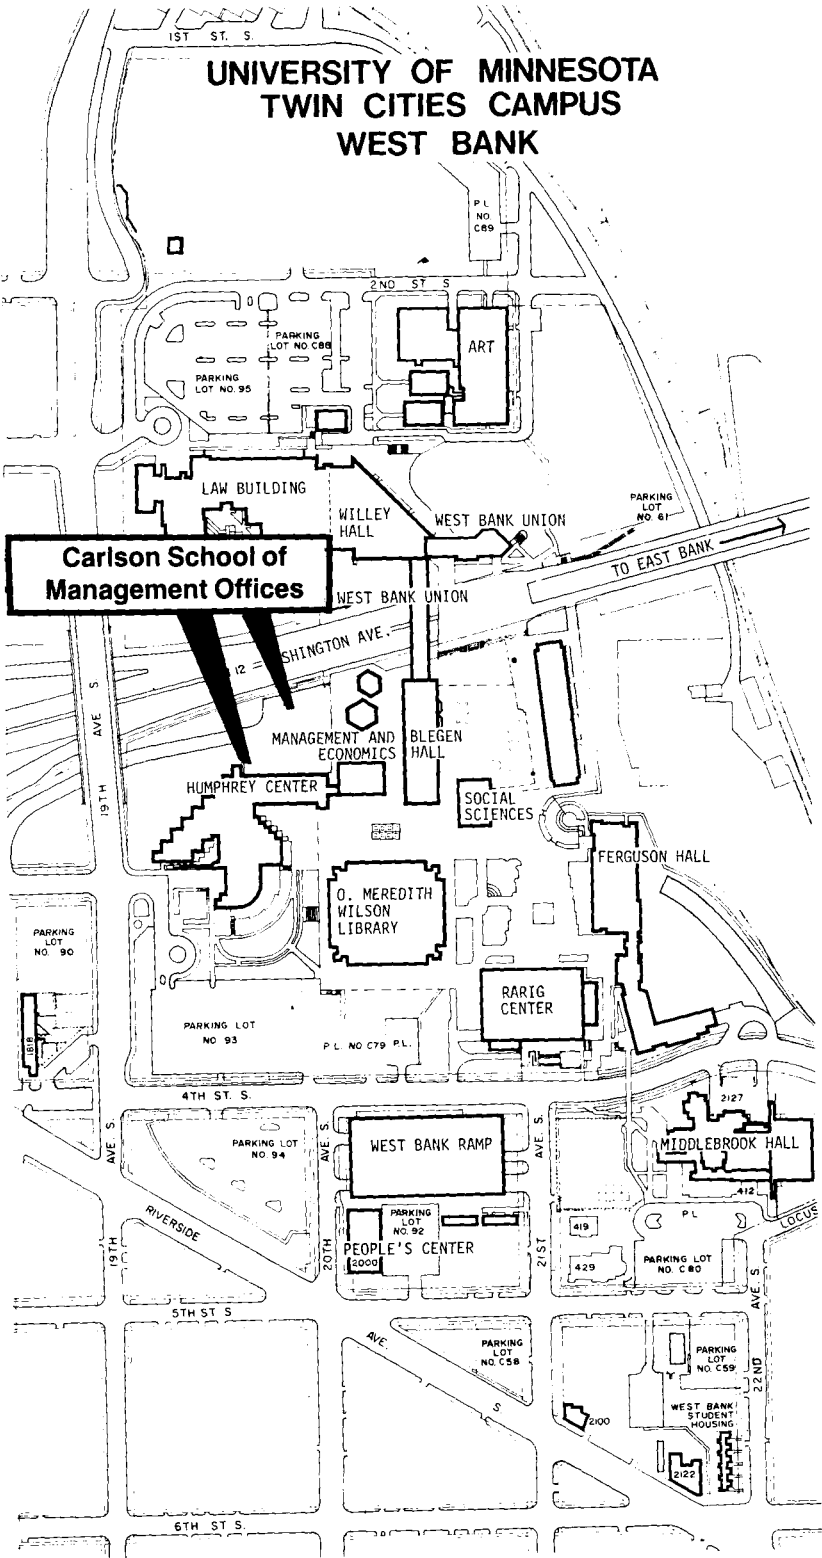 1ST ST. S.
UNIVERSITY OF MINNESOTA
TWIN CITIES CAMPUS
WEST BANK
P L
NO.
C89
2ND ST S
PARKING
LOT NO. C88
ART
PARKING
LOT NO. 95
LAW BUILDING
WILLEY
HALL
WEST BANK UNION
PARKING
LOT
NO. 61
Carlson School of
Management Offices
TO EAST BANK
WEST BANK UNION
12
SHINGTON AVE.
19TH AVE S.
MANAGEMENT AND
ECONOMICS
BLEGEN
HALL
HUMPHREY CENTER
SOCIAL
SCIENCES
FERGUSON HALL
O. MEREDITH
WILSON
LIBRARY
PARKING
LOT
NO. 90
RARIG
CENTER
1818
PARKING LOT
NO 93
P.L. NO C79
P.L.
4TH ST. S.
2127
19TH AVE. S.
PARKING LOT
NO. 94
20TH AVE. S.
WEST BANK RAMP
21ST AVE. S.
MIDDLEBROOK HALL
412
RIVERSIDE
PARKING
LOT
NO. 92
419
P L
LOCUS
PEOPLE'S CENTER
2000
429
PARKING LOT
NO. C80
22ND AVE S
5TH ST S
AVE.
S
PARKING
LOT
NO. C58
PARKING
LOT
NO. C59
WEST BANK
STUDENT
HOUSING
2100
2122
6TH ST S.